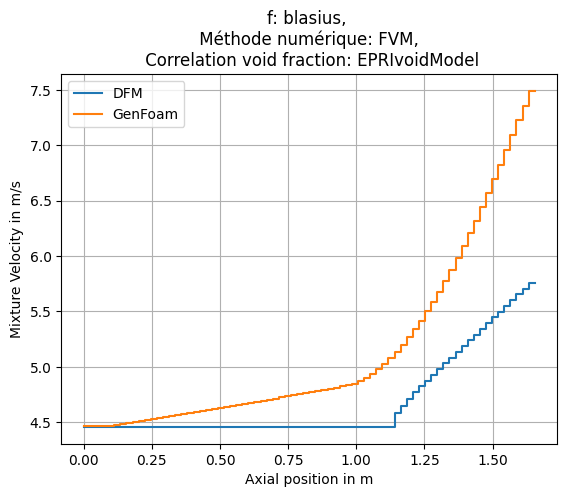 f: blasius,
Méthode numérique: FVM,
Correlation void fraction: EPRIvoidModel
DFM
GenFoam
7.5
7.0
6.5
6.0
5.5
5.0
4.5
Mixture Velocity in m/s
0.00 0.25 0.50 0.75 1.00 1.25 1.50
Axial position in m